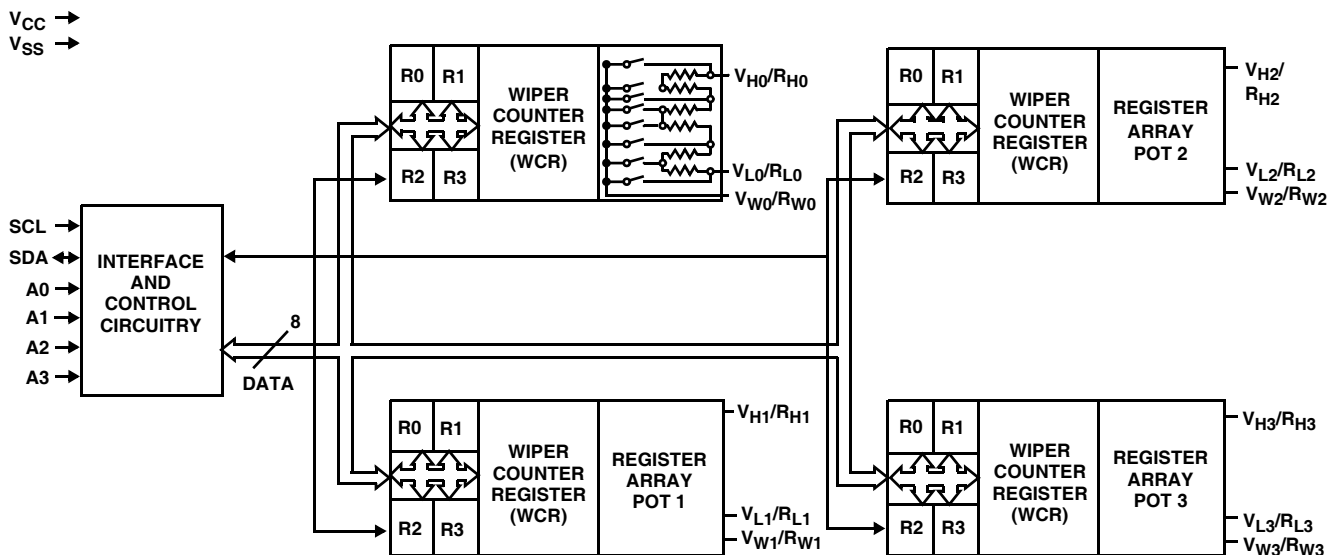 VCC
VSS
R0 R1
R2 R3
WIPER
COUNTER
REGISTER
(WCR)
VH0/RH0
VL0/RL0
VW0/RW0
R0 R1
R2 R3
WIPER
COUNTER
REGISTER
(WCR)
REGISTER
ARRAY
POT 2
VH2/
RH2
VL2/RL2
VW2/RW2
SCL
SDA
A0
A1
A2
A3
INTERFACE
AND
CONTROL
CIRCUITRY
8
DATA
R0 R1
R2 R3
WIPER
COUNTER
REGISTER
(WCR)
REGISTER
ARRAY
POT 1
VH1/RH1
VL1/RL1
VW1/RW1
R0 R1
R2 R3
WIPER
COUNTER
REGISTER
(WCR)
REGISTER
ARRAY
POT 3
VH3/RH3
VL3/RL3
VW3/RW3